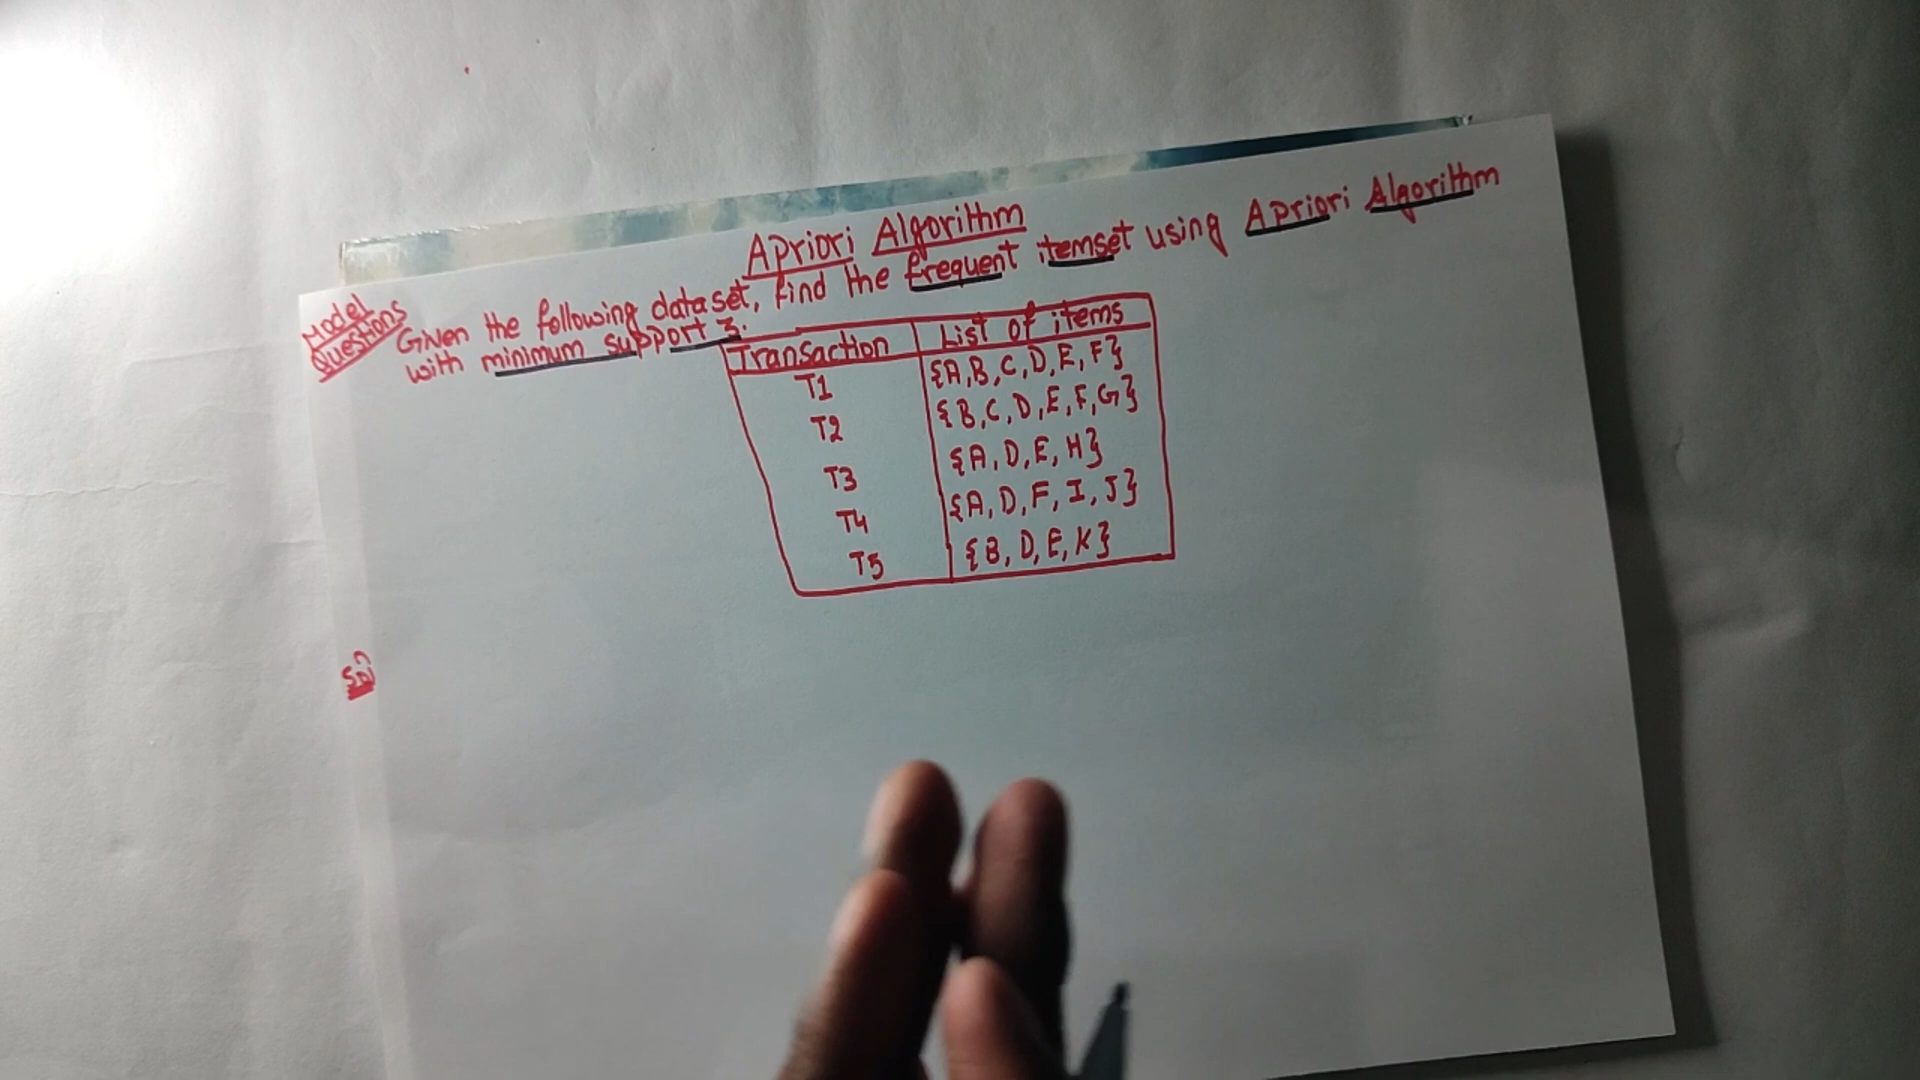 Apriori Algorithm
Model
Questions
Given the following dataset, find the frequent itemset using Apriori Algorithm
with minimum support 3.
Transaction List of items
T1 {A,B,C,D,E,F}
T2 {B,C,D,E,F,G}
T3 {A,D,E,H}
T4 {A,D,F,I,J}
T5 {B,D,E,K}